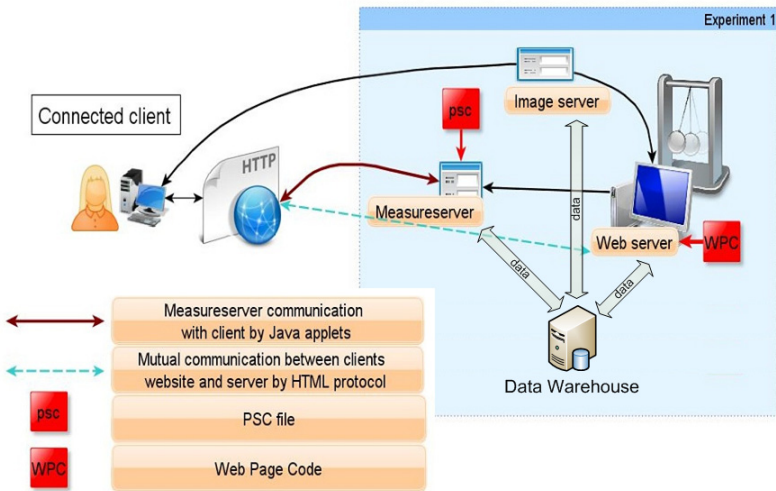 Experiment 1
Image server
Connected client
psc
HTTP
Measureserver
Web server
WPC
data
data
data
Data Warehouse
Measureserver communication
with client by Java applets
Mutual communication between clients
website and server by HTML protocol
psc
PSC file
WPC
Web Page Code